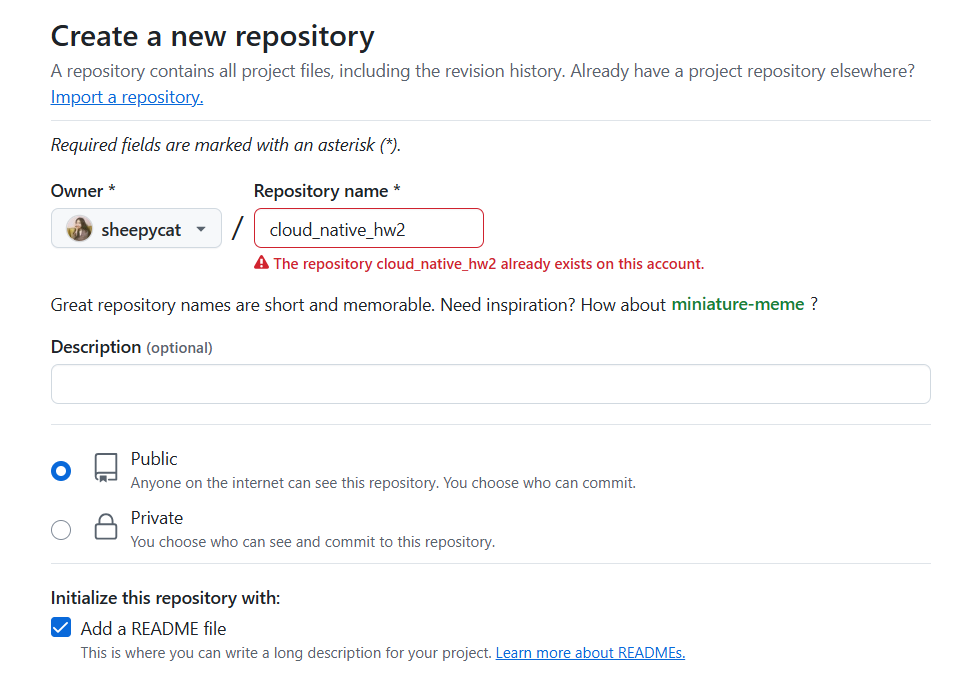 Create a new repository
A repository contains all project files, including the revision history. Already have a project repository elsewhere?
Import a repository.
Required fields are marked with an asterisk (*).
Owner *
Repository name *
sheepycat
/
cloud_native_hw2
The repository cloud_native_hw2 already exists on this account.
Great repository names are short and memorable. Need inspiration? How about miniature-meme ?
Description (optional)
Public
Anyone on the internet can see this repository. You choose who can commit.
Private
You choose who can see and commit to this repository.
Initialize this repository with:
Add a README file
This is where you can write a long description for your project. Learn more about READMEs.